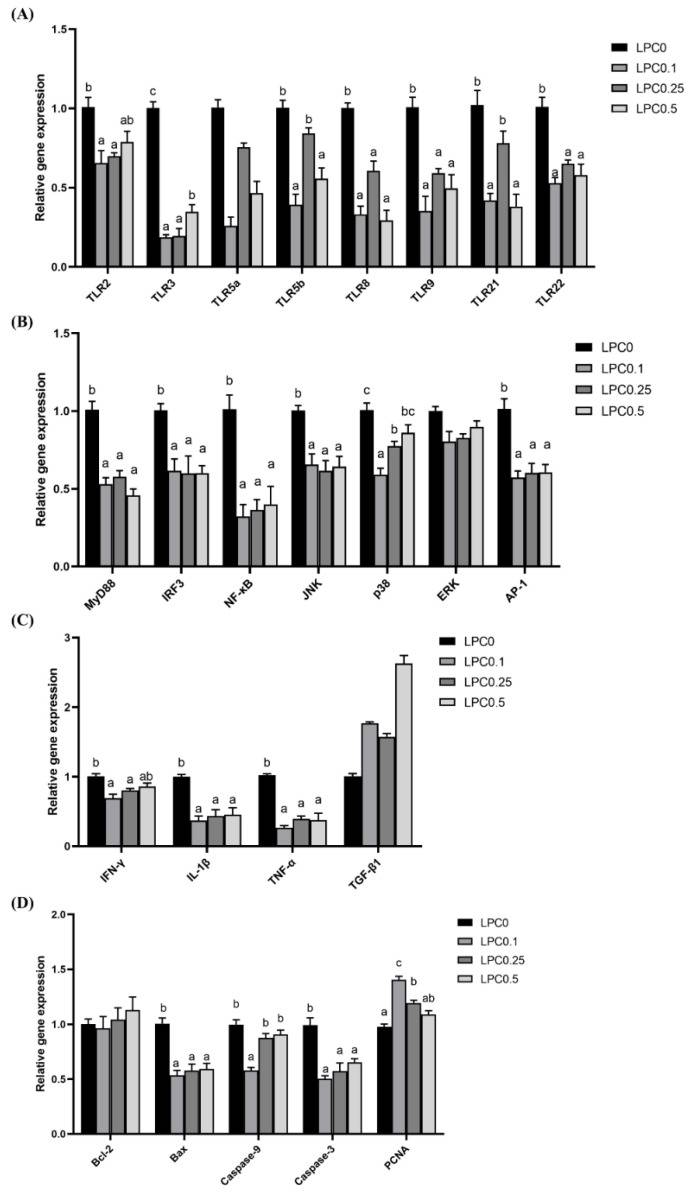 (A)
1.5
1.0
0.5
0.0
Relative gene expression
LPC0
LPC0.1
LPC0.25
LPC0.5
b a a ab
c a a b
b a b a
b a a a
b a a a
b a b a
b a a a
TLR2 TLR3 TLR5a TLR5b TLR8 TLR9 TLR21 TLR22
(B)
1.5
1.0
0.5
0.0
Relative gene expression
LPC0
LPC0.1
LPC0.25
LPC0.5
b a a a
b a a a
b a a a
b a a a
c a b bc
b a a a
MyD88 IRF3 NF-κB JNK p38 ERK AP-1
(C)
3
2
1
0
Relative gene expression
LPC0
LPC0.1
LPC0.25
LPC0.5
b a a ab
b a a a
b a a a
IFN-γ IL-1β TNF-α TGF-β1
(D)
2.0
1.5
1.0
0.5
0.0
Relative gene expression
LPC0
LPC0.1
LPC0.25
LPC0.5
b a a a
b a b b
b a a a
a c b ab
Bcl-2 Bax Caspase-9 Caspase-3 PCNA